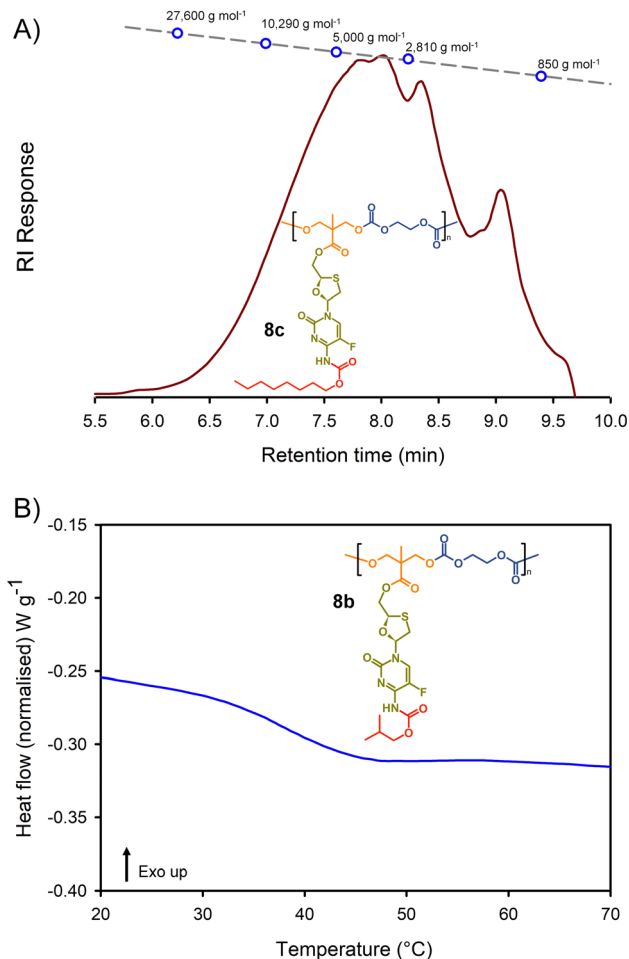 A)
27,600 g mol-1
10,290 g mol-1
5,000 g mol-1
2,810 g mol-1
850 g mol-1
RI Response
O
O
O
O
O
O
n
O
O
S
O
N
O
N
F
HN
O
O
8c
5.5 6.0 6.5 7.0 7.5 8.0 8.5 9.0 9.5 10.0
Retention time (min)
B)
-0.15
-0.20
-0.25
-0.30
-0.35
-0.40
Heat flow (normalised) W g-1
O
O
O
O
O
O
n
O
O
S
O
N
O
N
F
HN
O
O
8b
Exo up
20 30 40 50 60 70
Temperature (°C)